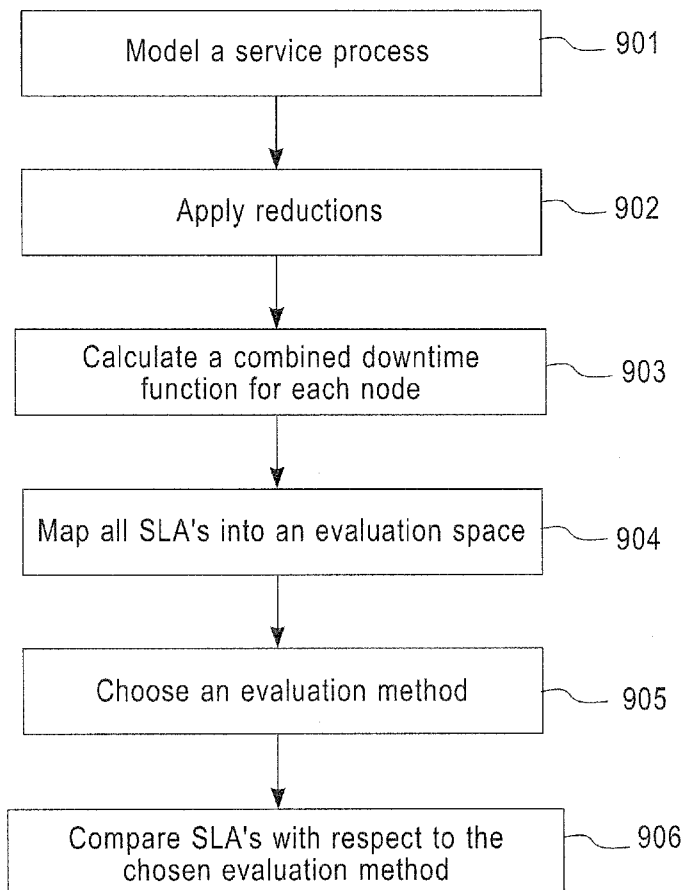 Model a service process
901
Apply reductions
902
Calculate a combined downtime
function for each node
903
Map all SLA's into an evaluation space
904
Choose an evaluation method
905
Compare SLA's with respect to the
chosen evaluation method
906